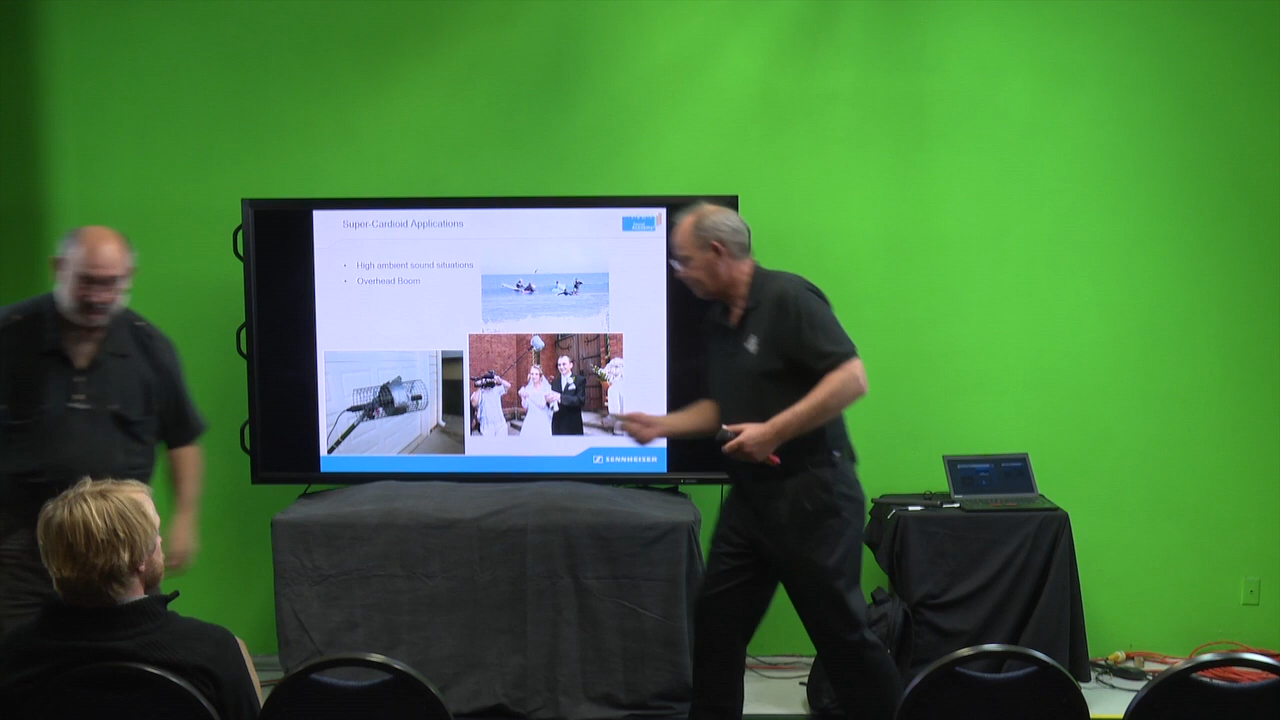 Super-Cardioid Applications
• High ambient sound situations
• Overhead Boom
SENNHEISER